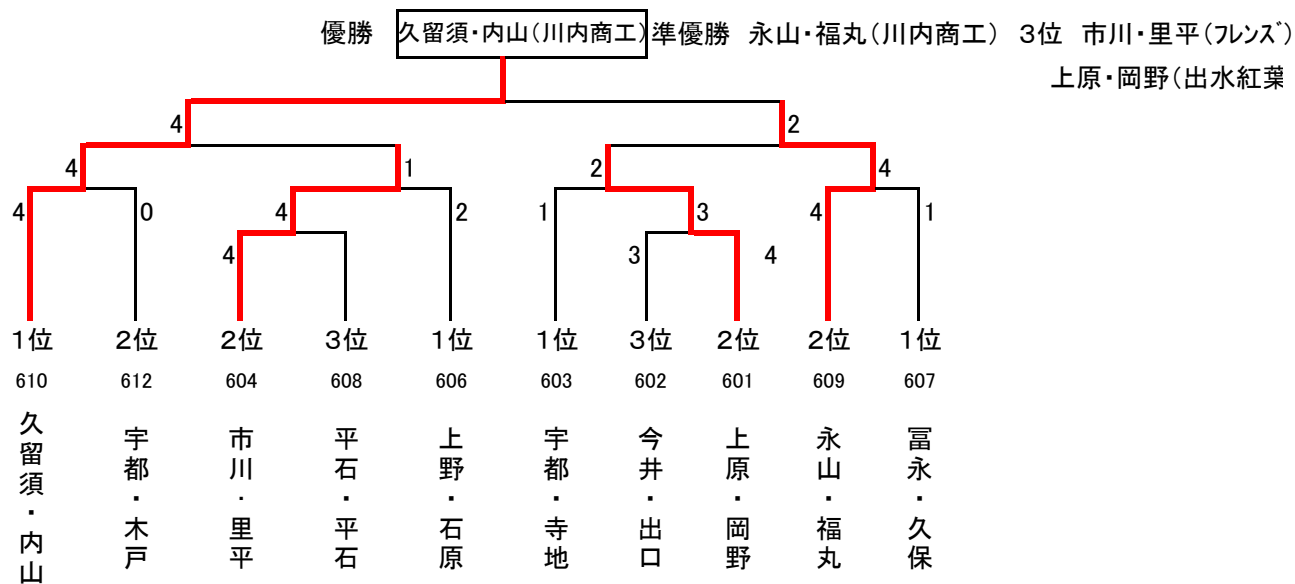 優勝 久留須・内山(川内商工) 準優勝 永山・福丸(川内商工) 3位 市川・里平(フレンズ)
上原・岡野(出水紅葉
4 2
4 1 2 4
4 0 4 2 1 3 4 1
4 3 4
1位 2位 2位 3位 1位 1位 3位 2位 2位 1位
610 612 604 608 606 603 602 601 609 607
久留須・内山
宇都・木戸
市川・里平
平石・平石
上野・石原
宇都・寺地
今井・出口
上原・岡野
永山・福丸
冨永・久保